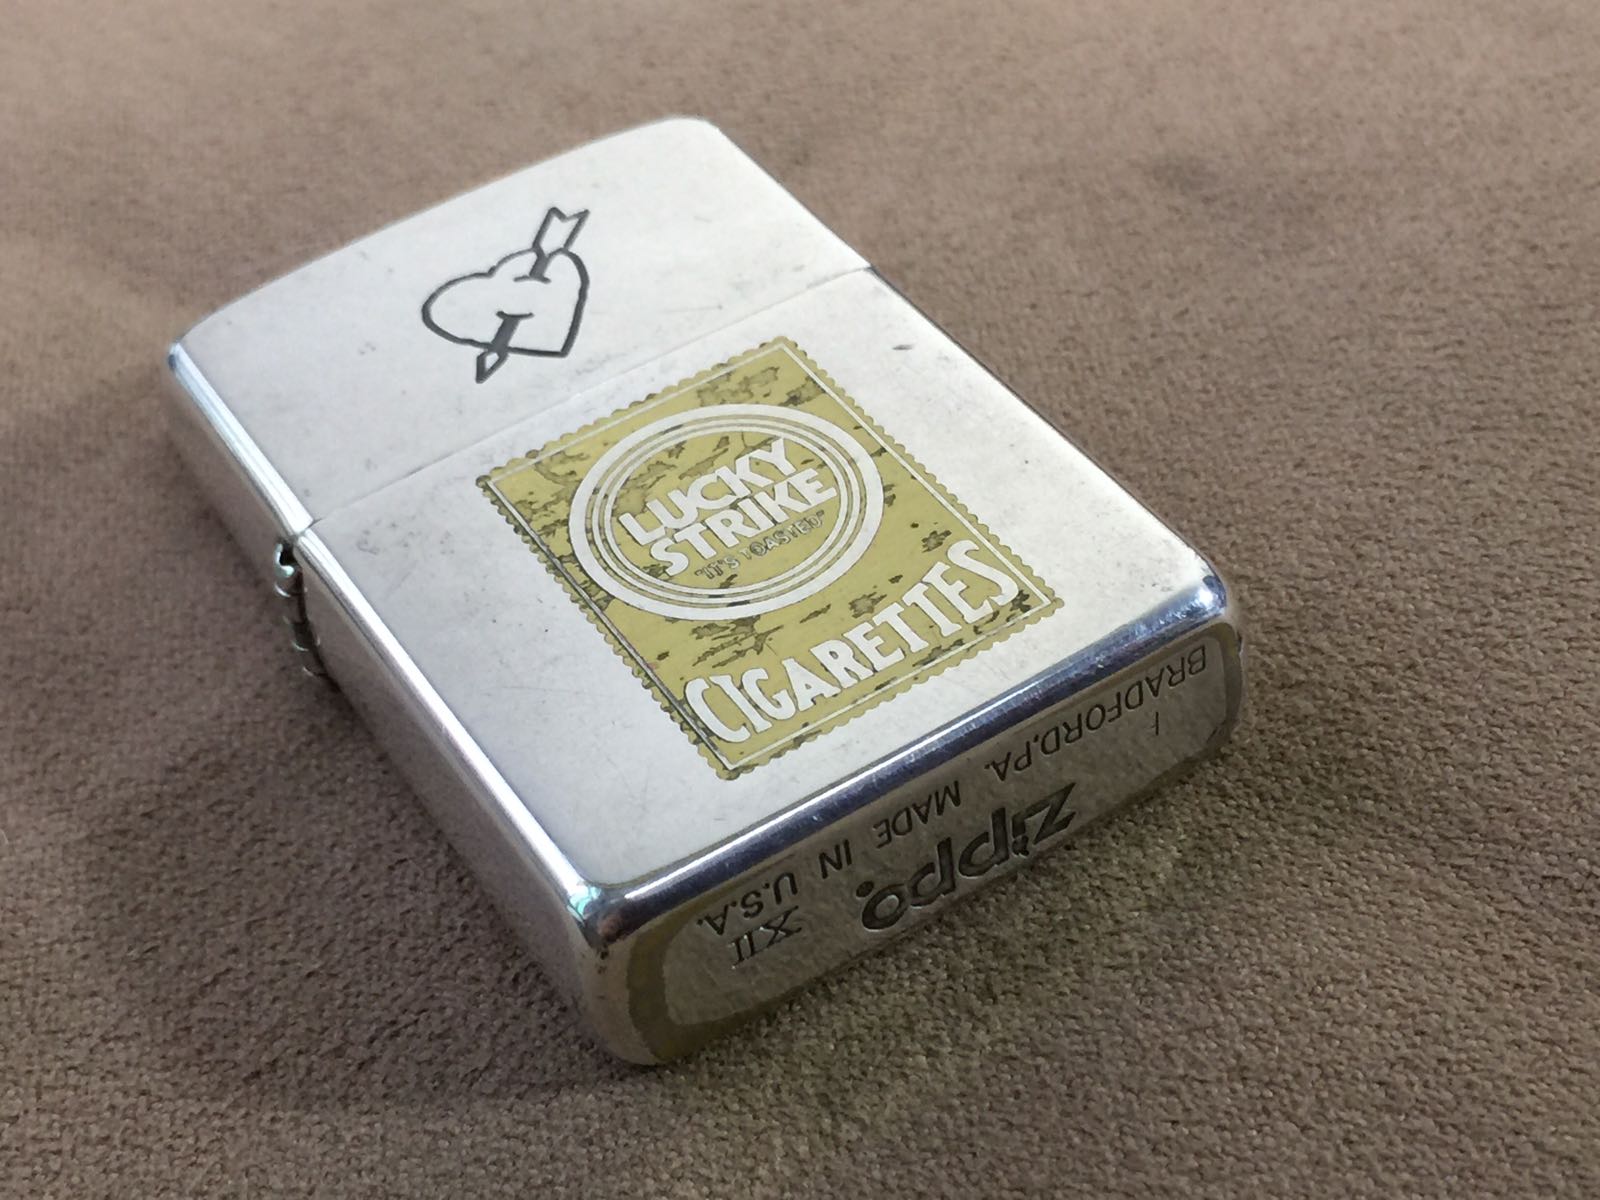 LUCKY
STRIKE
"IT'S TOASTED"
CIGARETTES
zippo XII
BRADFORD,PA. MADE IN U.S.A.